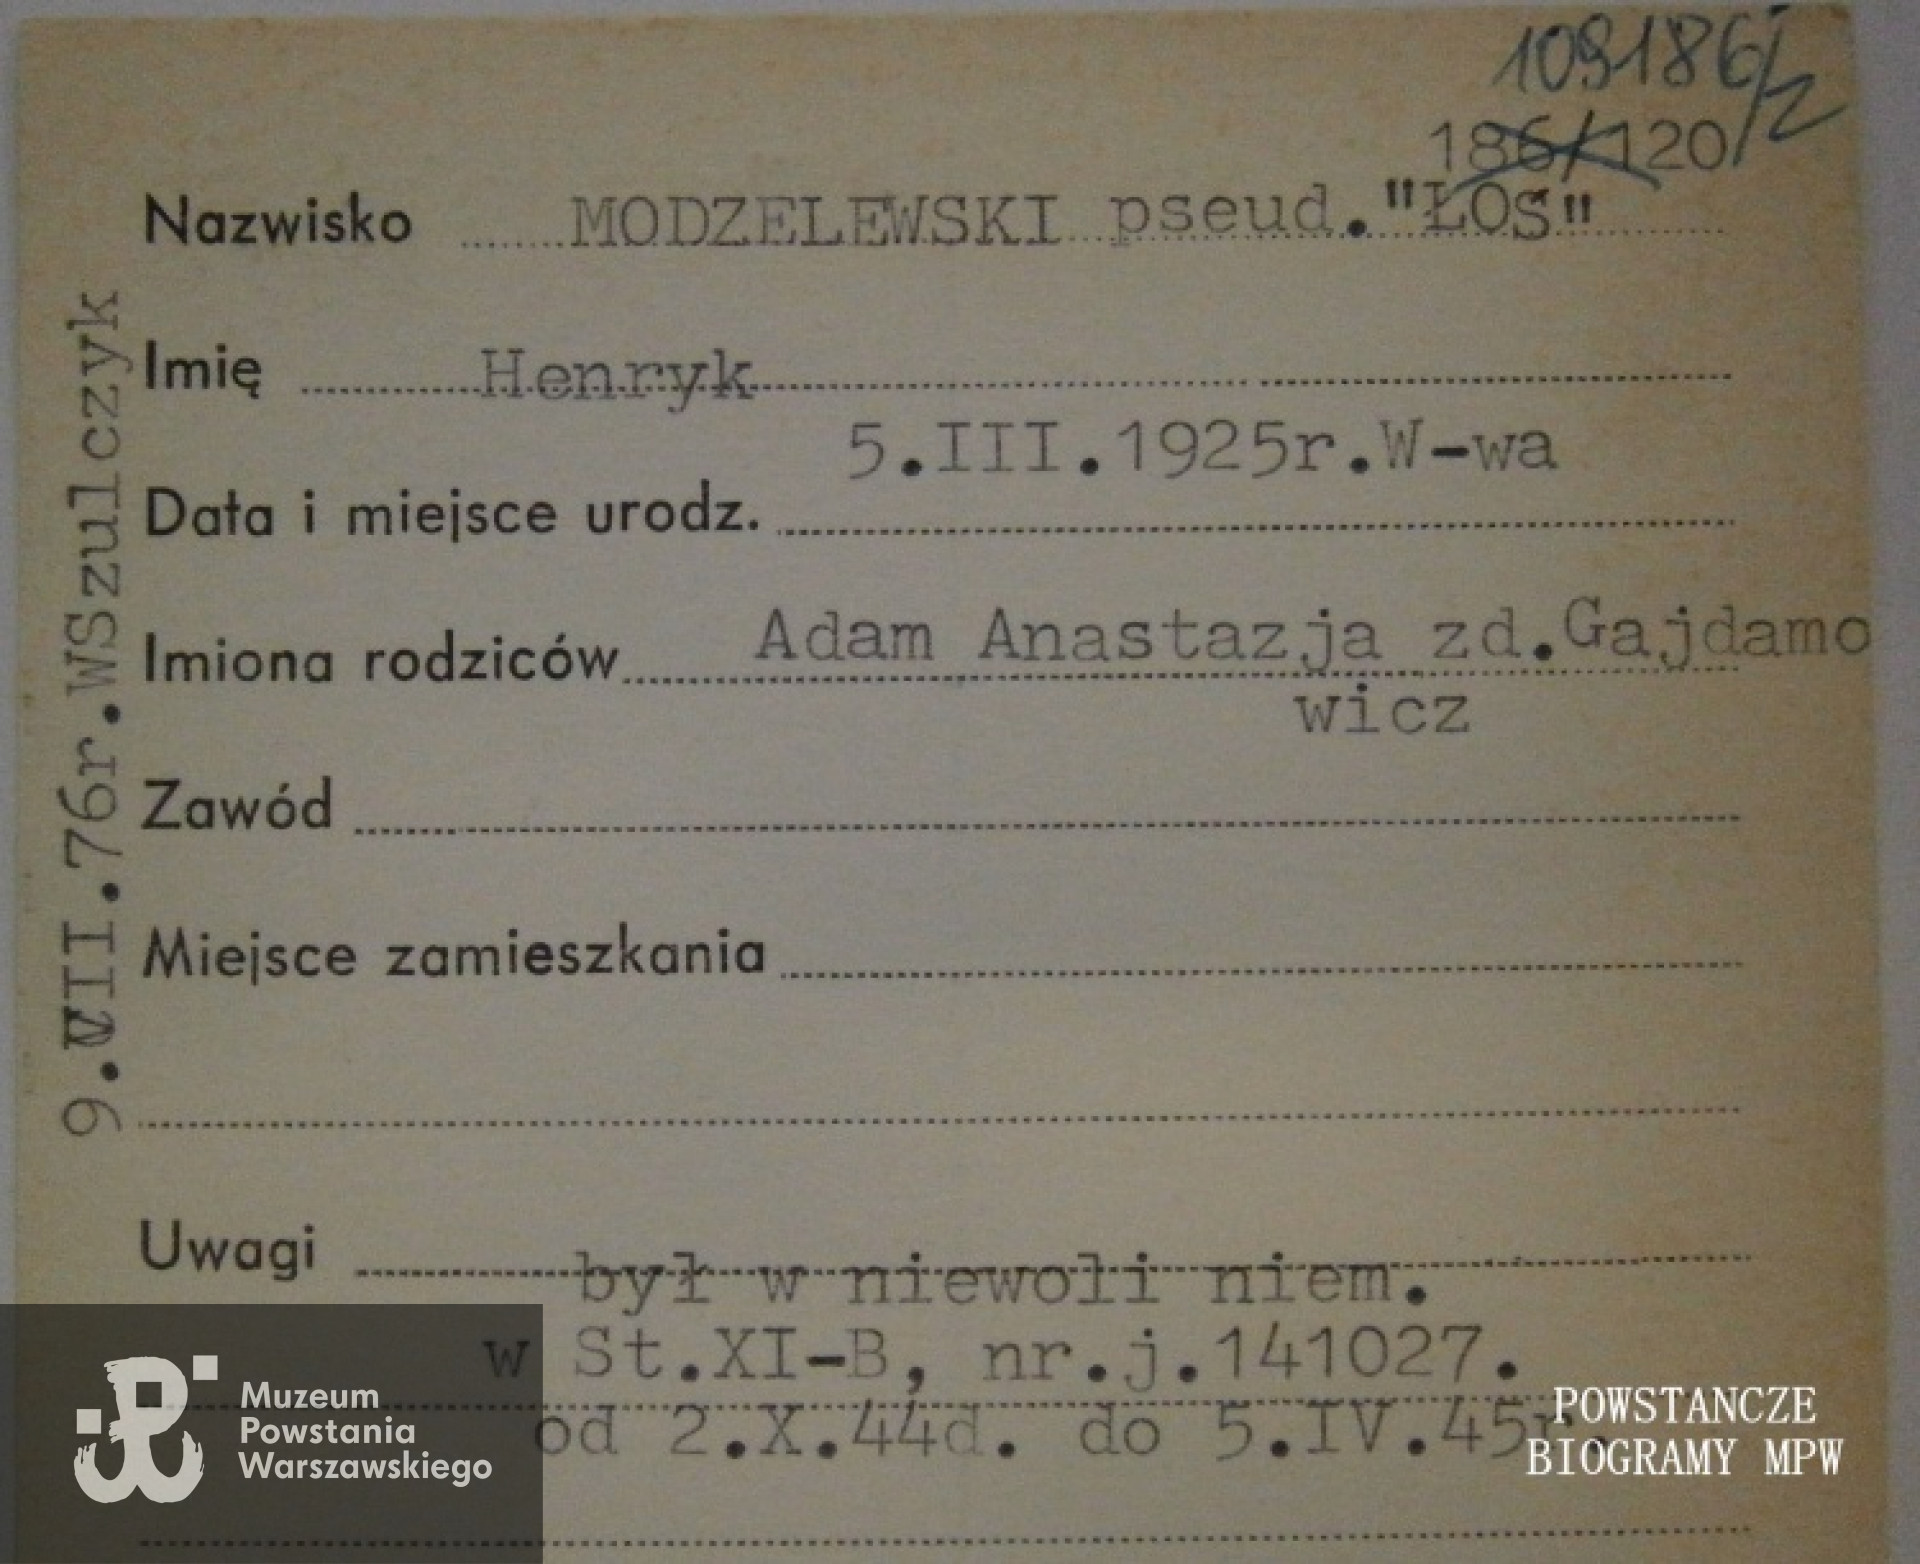 109186/Z
186/120
Nazwisko MODZELEWSKI pseud."ŁOS"
Imię Henryk
5.III.1925r.W-wa
Data i miejsce urodz.
Imiona rodziców Adam Anastazja zd.Gajdamo
wicz
Zawód
Miejsce zamieszkania
Uwagi był w niewoli niem.
w St.XI-B, nr.j.141027.
od 2.X.44d. do 5.IV.45r.
9.VII.76r.WSzulczyk
Muzeum
Powstania
Warszawskiego
POWSTAŃCZE
BIOGRAMY MPW